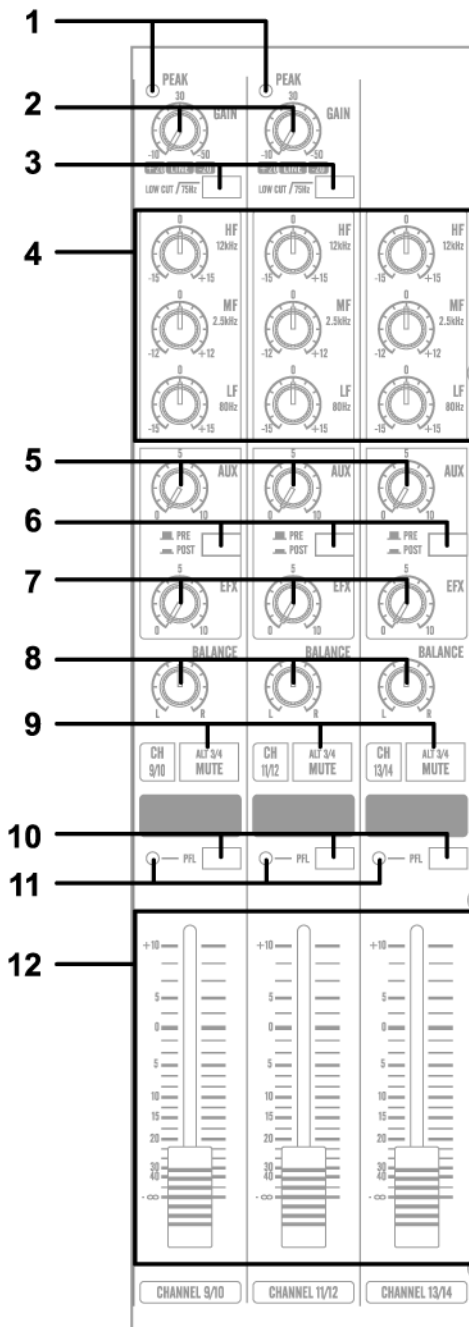 1
PEAK PEAK
2
30 30
GAIN GAIN
-10 -50 -10 -50
+20 LINE -20 +20 LINE -20
3
LOW CUT 75Hz LOW CUT 75Hz
4
0 HF 0 HF 0 HF
12kHz 12kHz 12kHz
-15 +15 -15 +15 -15 +15
0 MF 0 MF 0 MF
2.5kHz 2.5kHz 2.5kHz
-12 +12 -12 +12 -12 +12
0 LF 0 LF 0 LF
80Hz 80Hz 80Hz
-15 +15 -15 +15 -15 +15
5
5 AUX 5 AUX 5 AUX
0 10 0 10 0 10
6
PRE PRE PRE
POST POST POST
7
5 EFX 5 EFX 5 EFX
0 10 0 10 0 10
8
BALANCE BALANCE BALANCE
L R L R L R
9
CH 9/10 ALT 3/4 MUTE CH 11/12 ALT 3/4 MUTE CH 13/14 ALT 3/4 MUTE
10
PFL PFL PFL
11
12
+10 +10 +10
5 5 5
0 0 0
5 5 5
10 10 10
15 15 15
20 20 20
30 30 30
40 40 40
-∞ -∞ -∞
CHANNEL 9/10 CHANNEL 11/12 CHANNEL 13/14